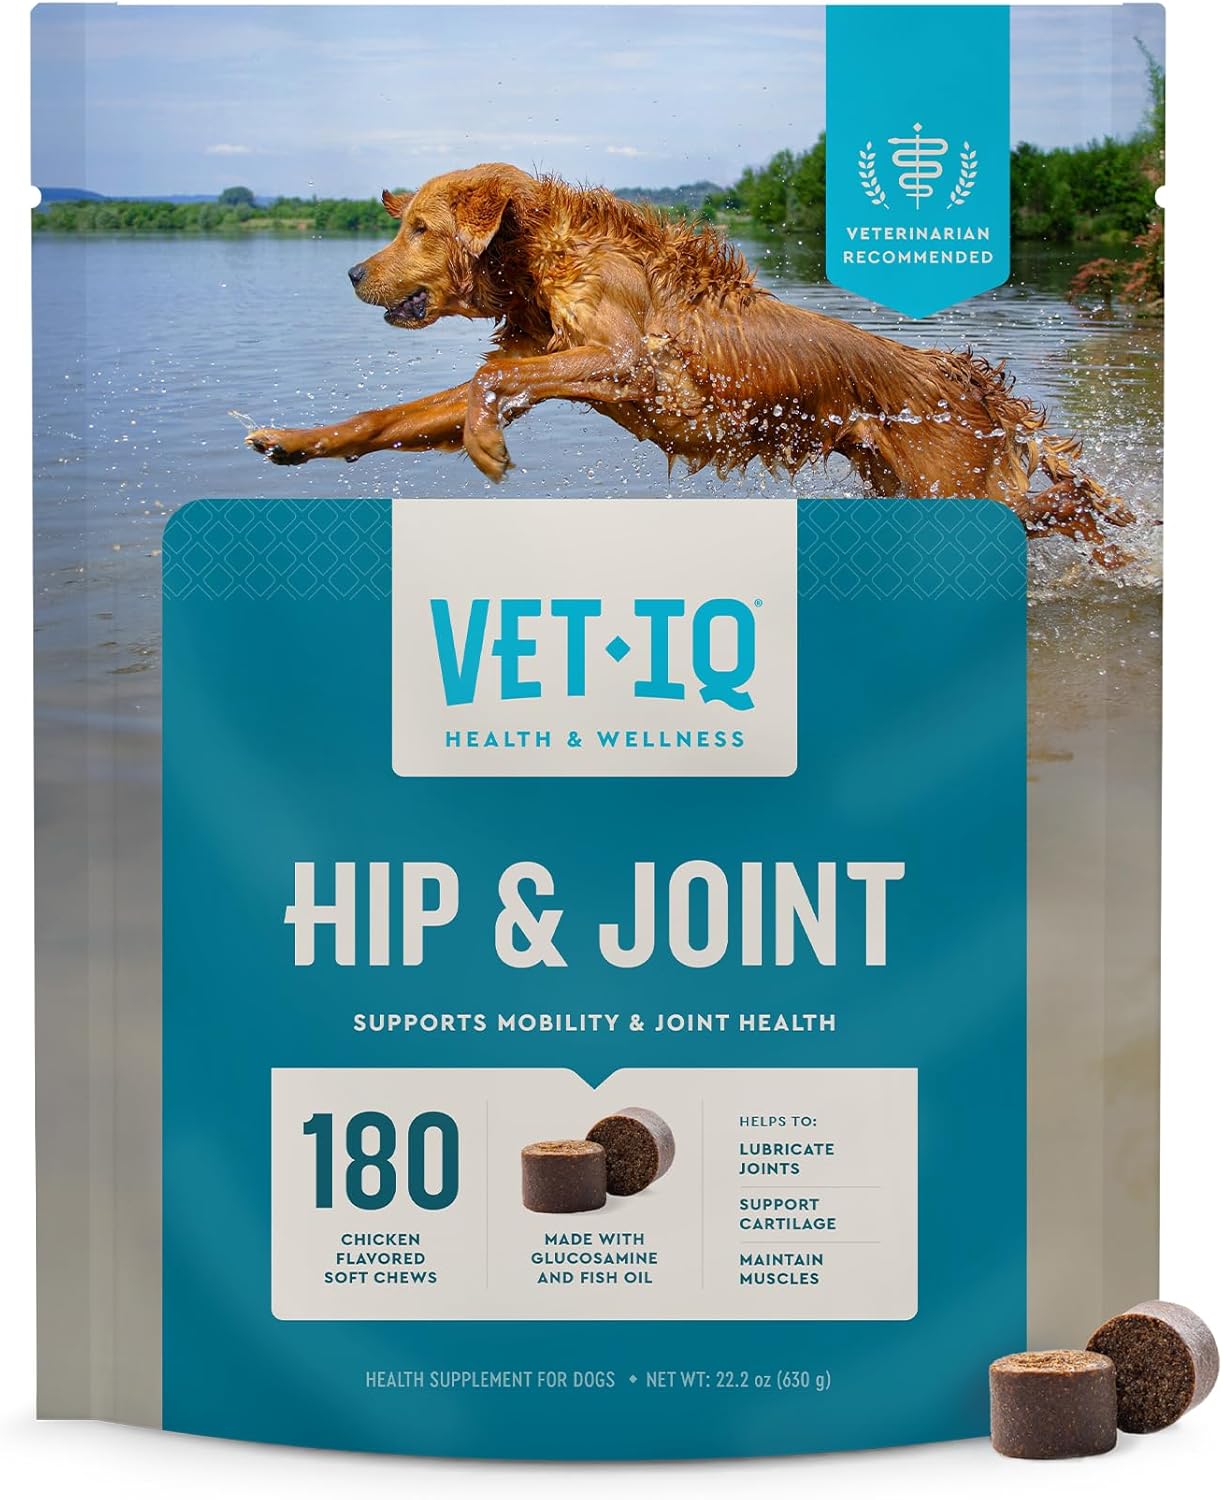 VETERINARIAN
RECOMMENDED
VET•IQ®
HEALTH & WELLNESS
HIP & JOINT
SUPPORTS MOBILITY & JOINT HEALTH
180
CHICKEN
FLAVORED
SOFT CHEWS
MADE WITH
GLUCOSAMINE
AND FISH OIL
HELPS TO:
LUBRICATE
JOINTS
SUPPORT
CARTILAGE
MAINTAIN
MUSCLES
HEALTH SUPPLEMENT FOR DOGS • NET WT: 22.2 oz (630 g)